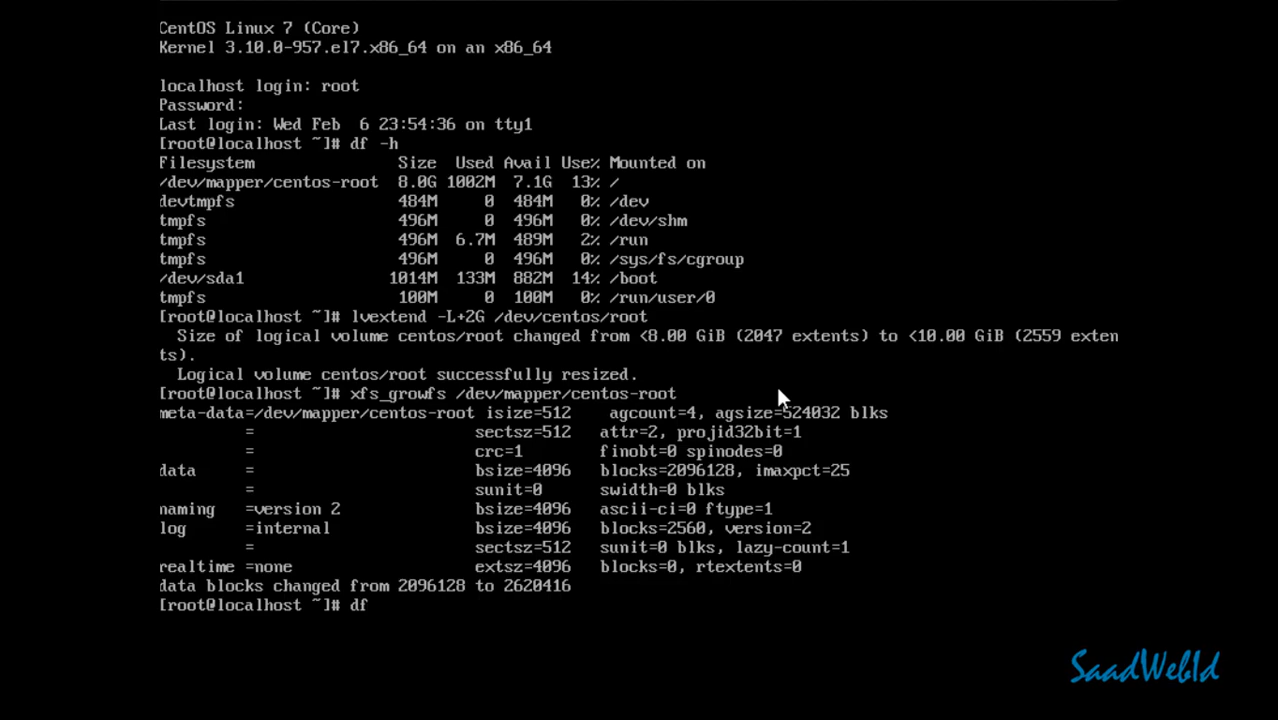 CentOS Linux 7 (Core)
Kernel 3.10.0-957.el7.x86_64 on an x86_64
localhost login: root
Password:
Last login: Wed Feb  6 23:54:36 on tty1
[root@localhost ~]# df -h
Filesystem               Size  Used Avail Use% Mounted on
/dev/mapper/centos-root  8.0G 1002M  7.1G  13% /
devtmpfs                 484M     0  484M   0% /dev
tmpfs                    496M     0  496M   0% /dev/shm
tmpfs                    496M  6.7M  489M   2% /run
tmpfs                    496M     0  496M   0% /sys/fs/cgroup
/dev/sda1               1014M  133M  882M  14% /boot
tmpfs                    100M     0  100M   0% /run/user/0
[root@localhost ~]# lvextend -L+2G /dev/centos/root
  Size of logical volume centos/root changed from <8.00 GiB (2047 extents) to <10.00 GiB (2559 exten
ts).
  Logical volume centos/root successfully resized.
[root@localhost ~]# xfs_growfs /dev/mapper/centos-root
meta-data=/dev/mapper/centos-root isize=512    agcount=4, agsize=524032 blks
         =                       sectsz=512   attr=2, projid32bit=1
         =                       crc=1        finobt=0 spinodes=0
data     =                       bsize=4096   blocks=2096128, imaxpct=25
         =                       sunit=0      swidth=0 blks
naming   =version 2              bsize=4096   ascii-ci=0 ftype=1
log      =internal               bsize=4096   blocks=2560, version=2
         =                       sectsz=512   sunit=0 blks, lazy-count=1
realtime =none                   extsz=4096   blocks=0, rtextents=0
data blocks changed from 2096128 to 2620416
[root@localhost ~]# df
SaadWebId